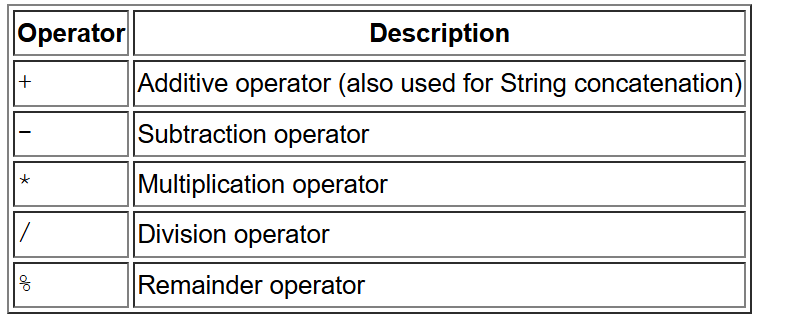 Operator Description
+ Additive operator (also used for String concatenation)
- Subtraction operator
* Multiplication operator
/ Division operator
% Remainder operator